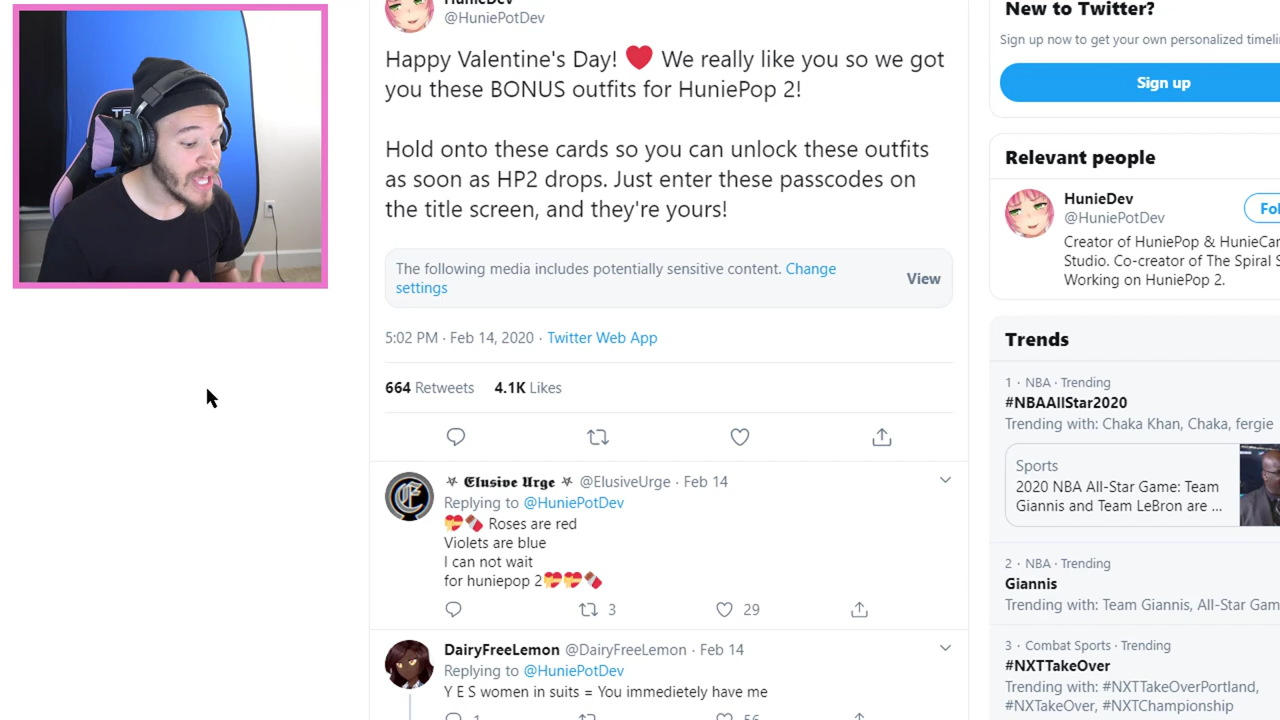 HunieDev
@HuniePotDev
Happy Valentine's Day! ❤️ We really like you so we got
you these BONUS outfits for HuniePop 2!
Hold onto these cards so you can unlock these outfits
as soon as HP2 drops. Just enter these passcodes on
the title screen, and they're yours!
The following media includes potentially sensitive content. Change
settings
View
5:02 PM · Feb 14, 2020 · Twitter Web App
664 Retweets 4.1K Likes
Elusive Urge @ElusiveUrge · Feb 14
Replying to @HuniePotDev
💝🍫 Roses are red
Violets are blue
I can not wait
for huniepop 2💝💝🍫
3 29
DairyFreeLemon @DairyFreeLemon · Feb 14
Replying to @HuniePotDev
Y E S women in suits = You immedietely have me
1 56
New to Twitter?
Sign up now to get your own personalized timeli
Sign up
Relevant people
HunieDev
@HuniePotDev
Fol
Creator of HuniePop & HunieCam
Studio. Co-creator of The Spiral S
Working on HuniePop 2.
Trends
1 · NBA · Trending
#NBAAllStar2020
Trending with: Chaka Khan, Chaka, fergie
Sports
2020 NBA All-Star Game: Team
Giannis and Team LeBron are ...
2 · NBA · Trending
Giannis
Trending with: Team Giannis, All-Star Gam
3 · Combat Sports · Trending
#NXTTakeOver
Trending with: #NXTTakeOverPortland,
#NXTakeOver, #NXTChampionship